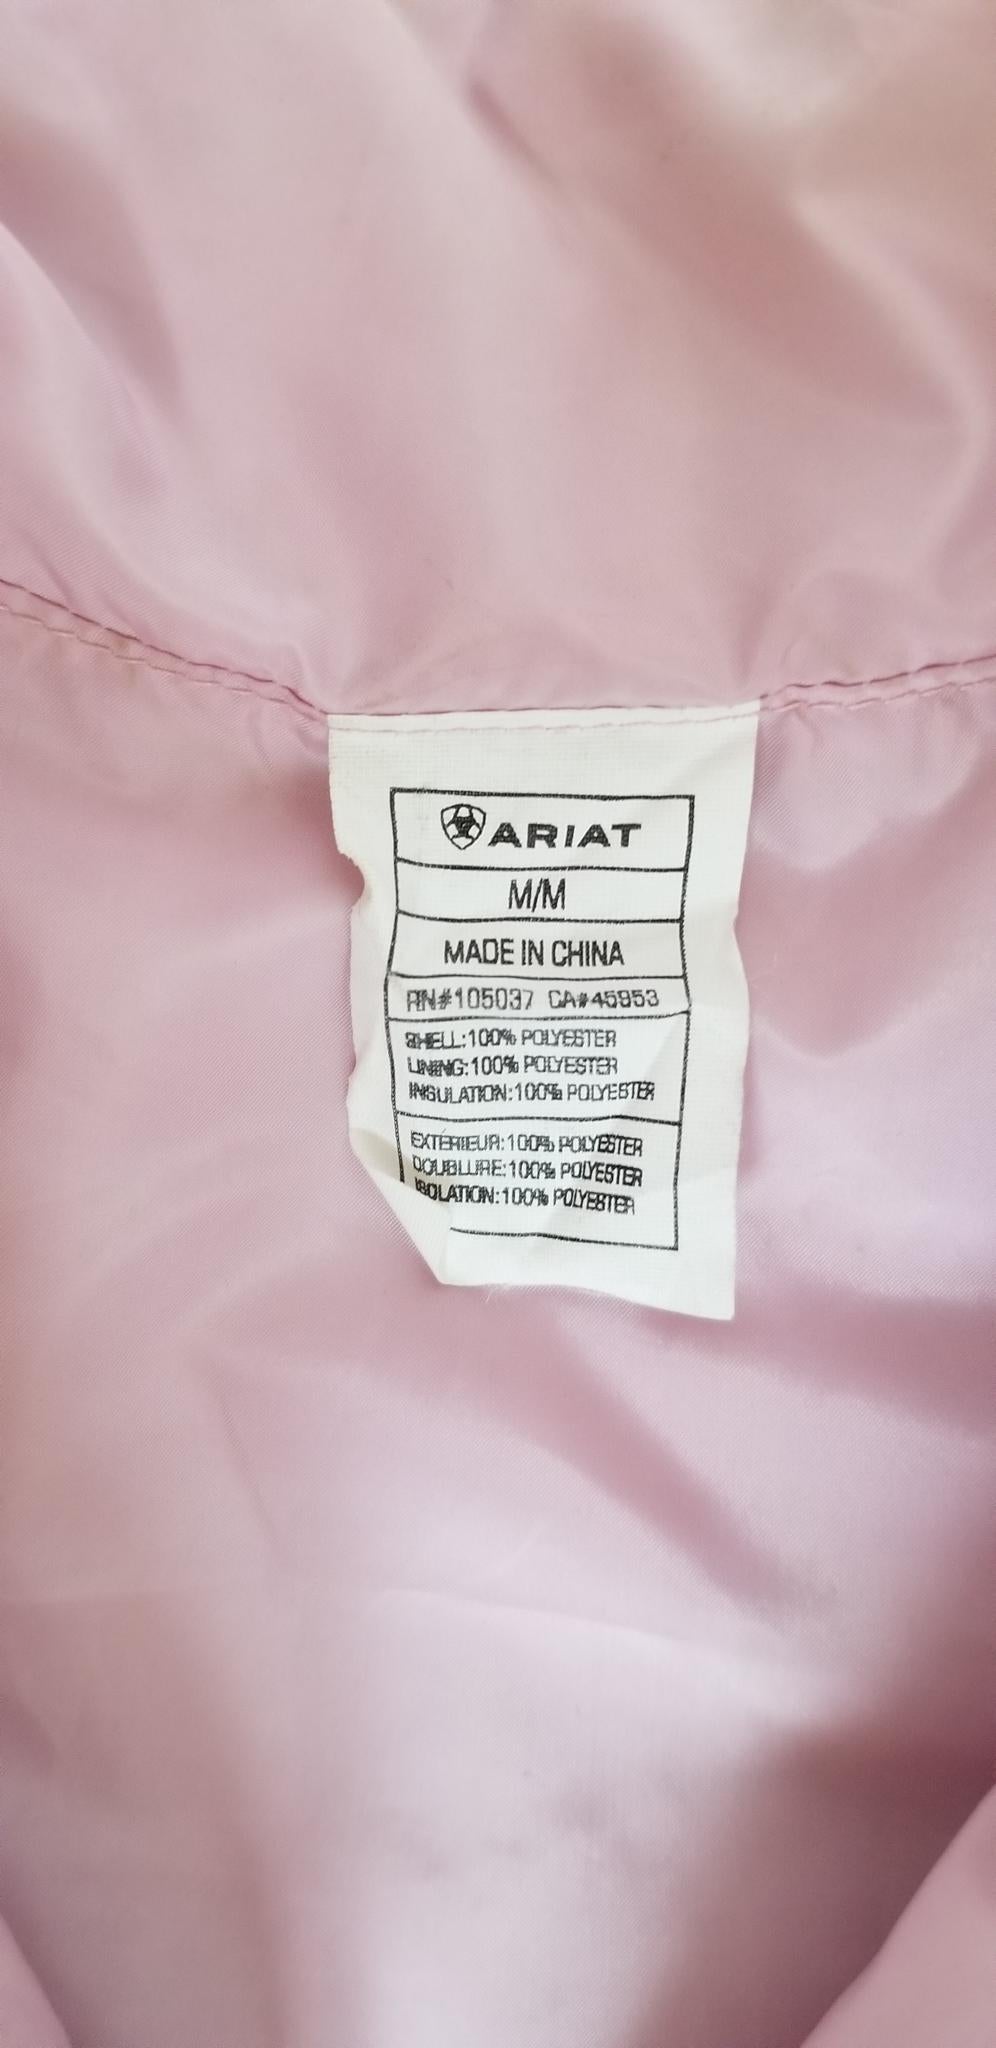 ARIAT
M/M
MADE IN CHINA
RN#105037 CA#45953
SHELL:100% POLYESTER
LINING:100% POLYESTER
INSULATION:100% POLYESTER
EXTERIEUR:100% POLYESTER
DOUBLURE:100% POLYESTER
ISOLATION:100% POLYESTER